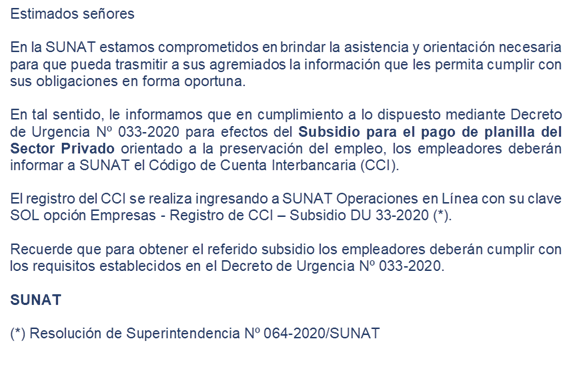 Estimados señores
En la SUNAT estamos comprometidos en brindar la asistencia y orientación necesaria
para que pueda trasmitir a sus agremiados la información que les permita cumplir con
sus obligaciones en forma oportuna.
En tal sentido, le informamos que en cumplimiento a lo dispuesto mediante Decreto
de Urgencia Nº 033-2020 para efectos del Subsidio para el pago de planilla del
Sector Privado orientado a la preservación del empleo, los empleadores deberán
informar a SUNAT el Código de Cuenta Interbancaria (CCI).
El registro del CCI se realiza ingresando a SUNAT Operaciones en Línea con su clave
SOL opción Empresas - Registro de CCI – Subsidio DU 33-2020 (*).
Recuerde que para obtener el referido subsidio los empleadores deberán cumplir con
los requisitos establecidos en el Decreto de Urgencia Nº 033-2020.
SUNAT
(*) Resolución de Superintendencia Nº 064-2020/SUNAT